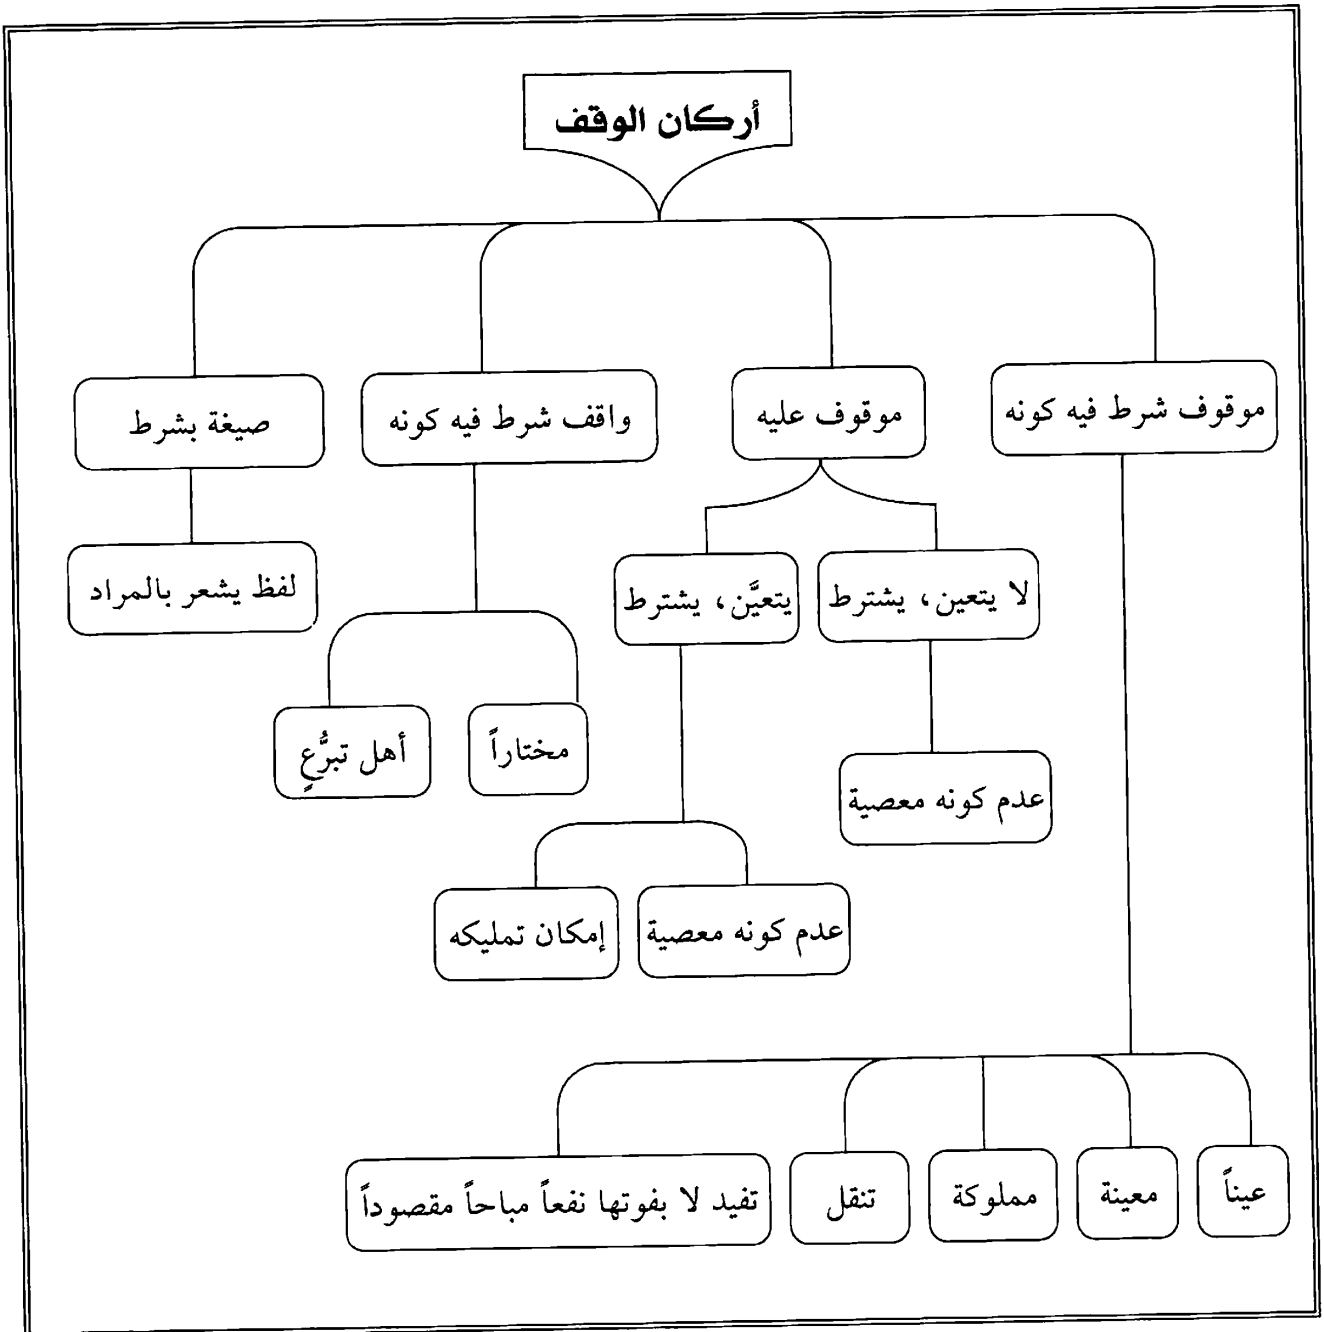 أركان الوقف
موقوف شرط فيه كونه
موقوف عليه
واقف شرط فيه كونه
صيغة بشرط
لا يتعين، يشترط
يتعيَّن، يشترط
لفظ يشعر بالمراد
مختاراً
أهل تبرُّعٍ
عدم كونه معصية
عدم كونه معصية
إمكان تمليكه
عيناً
معينة
مملوكة
تنقل
تفيد لا بفوتها نفعاً مباحاً مقصوداً